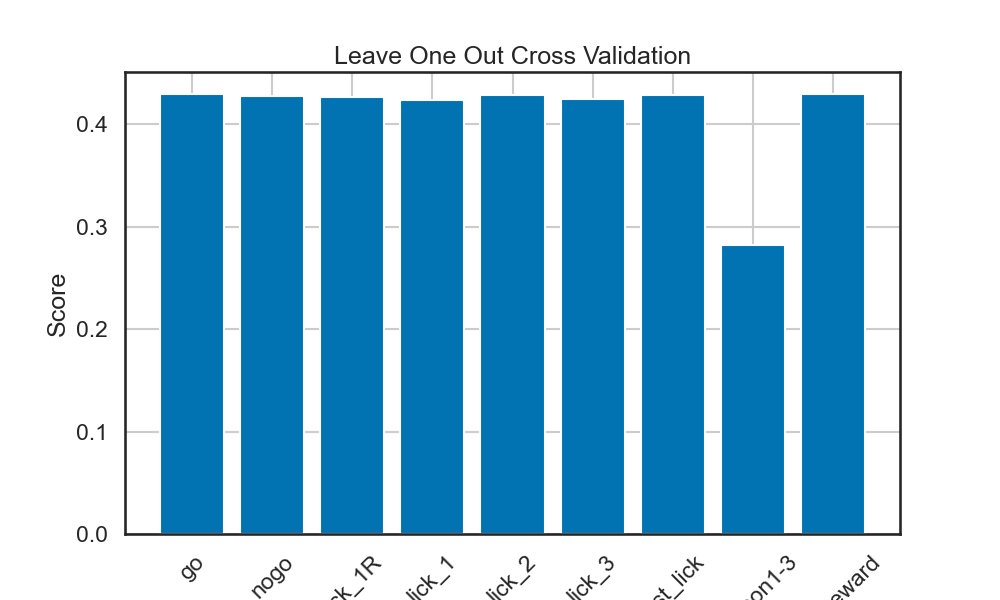 Leave One Out Cross Validation
Score
0.4
0.3
0.2
0.1
0.0
go
nogo
ck_1R
lick_1
lick_2
lick_3
st_lick
on1-3
eward